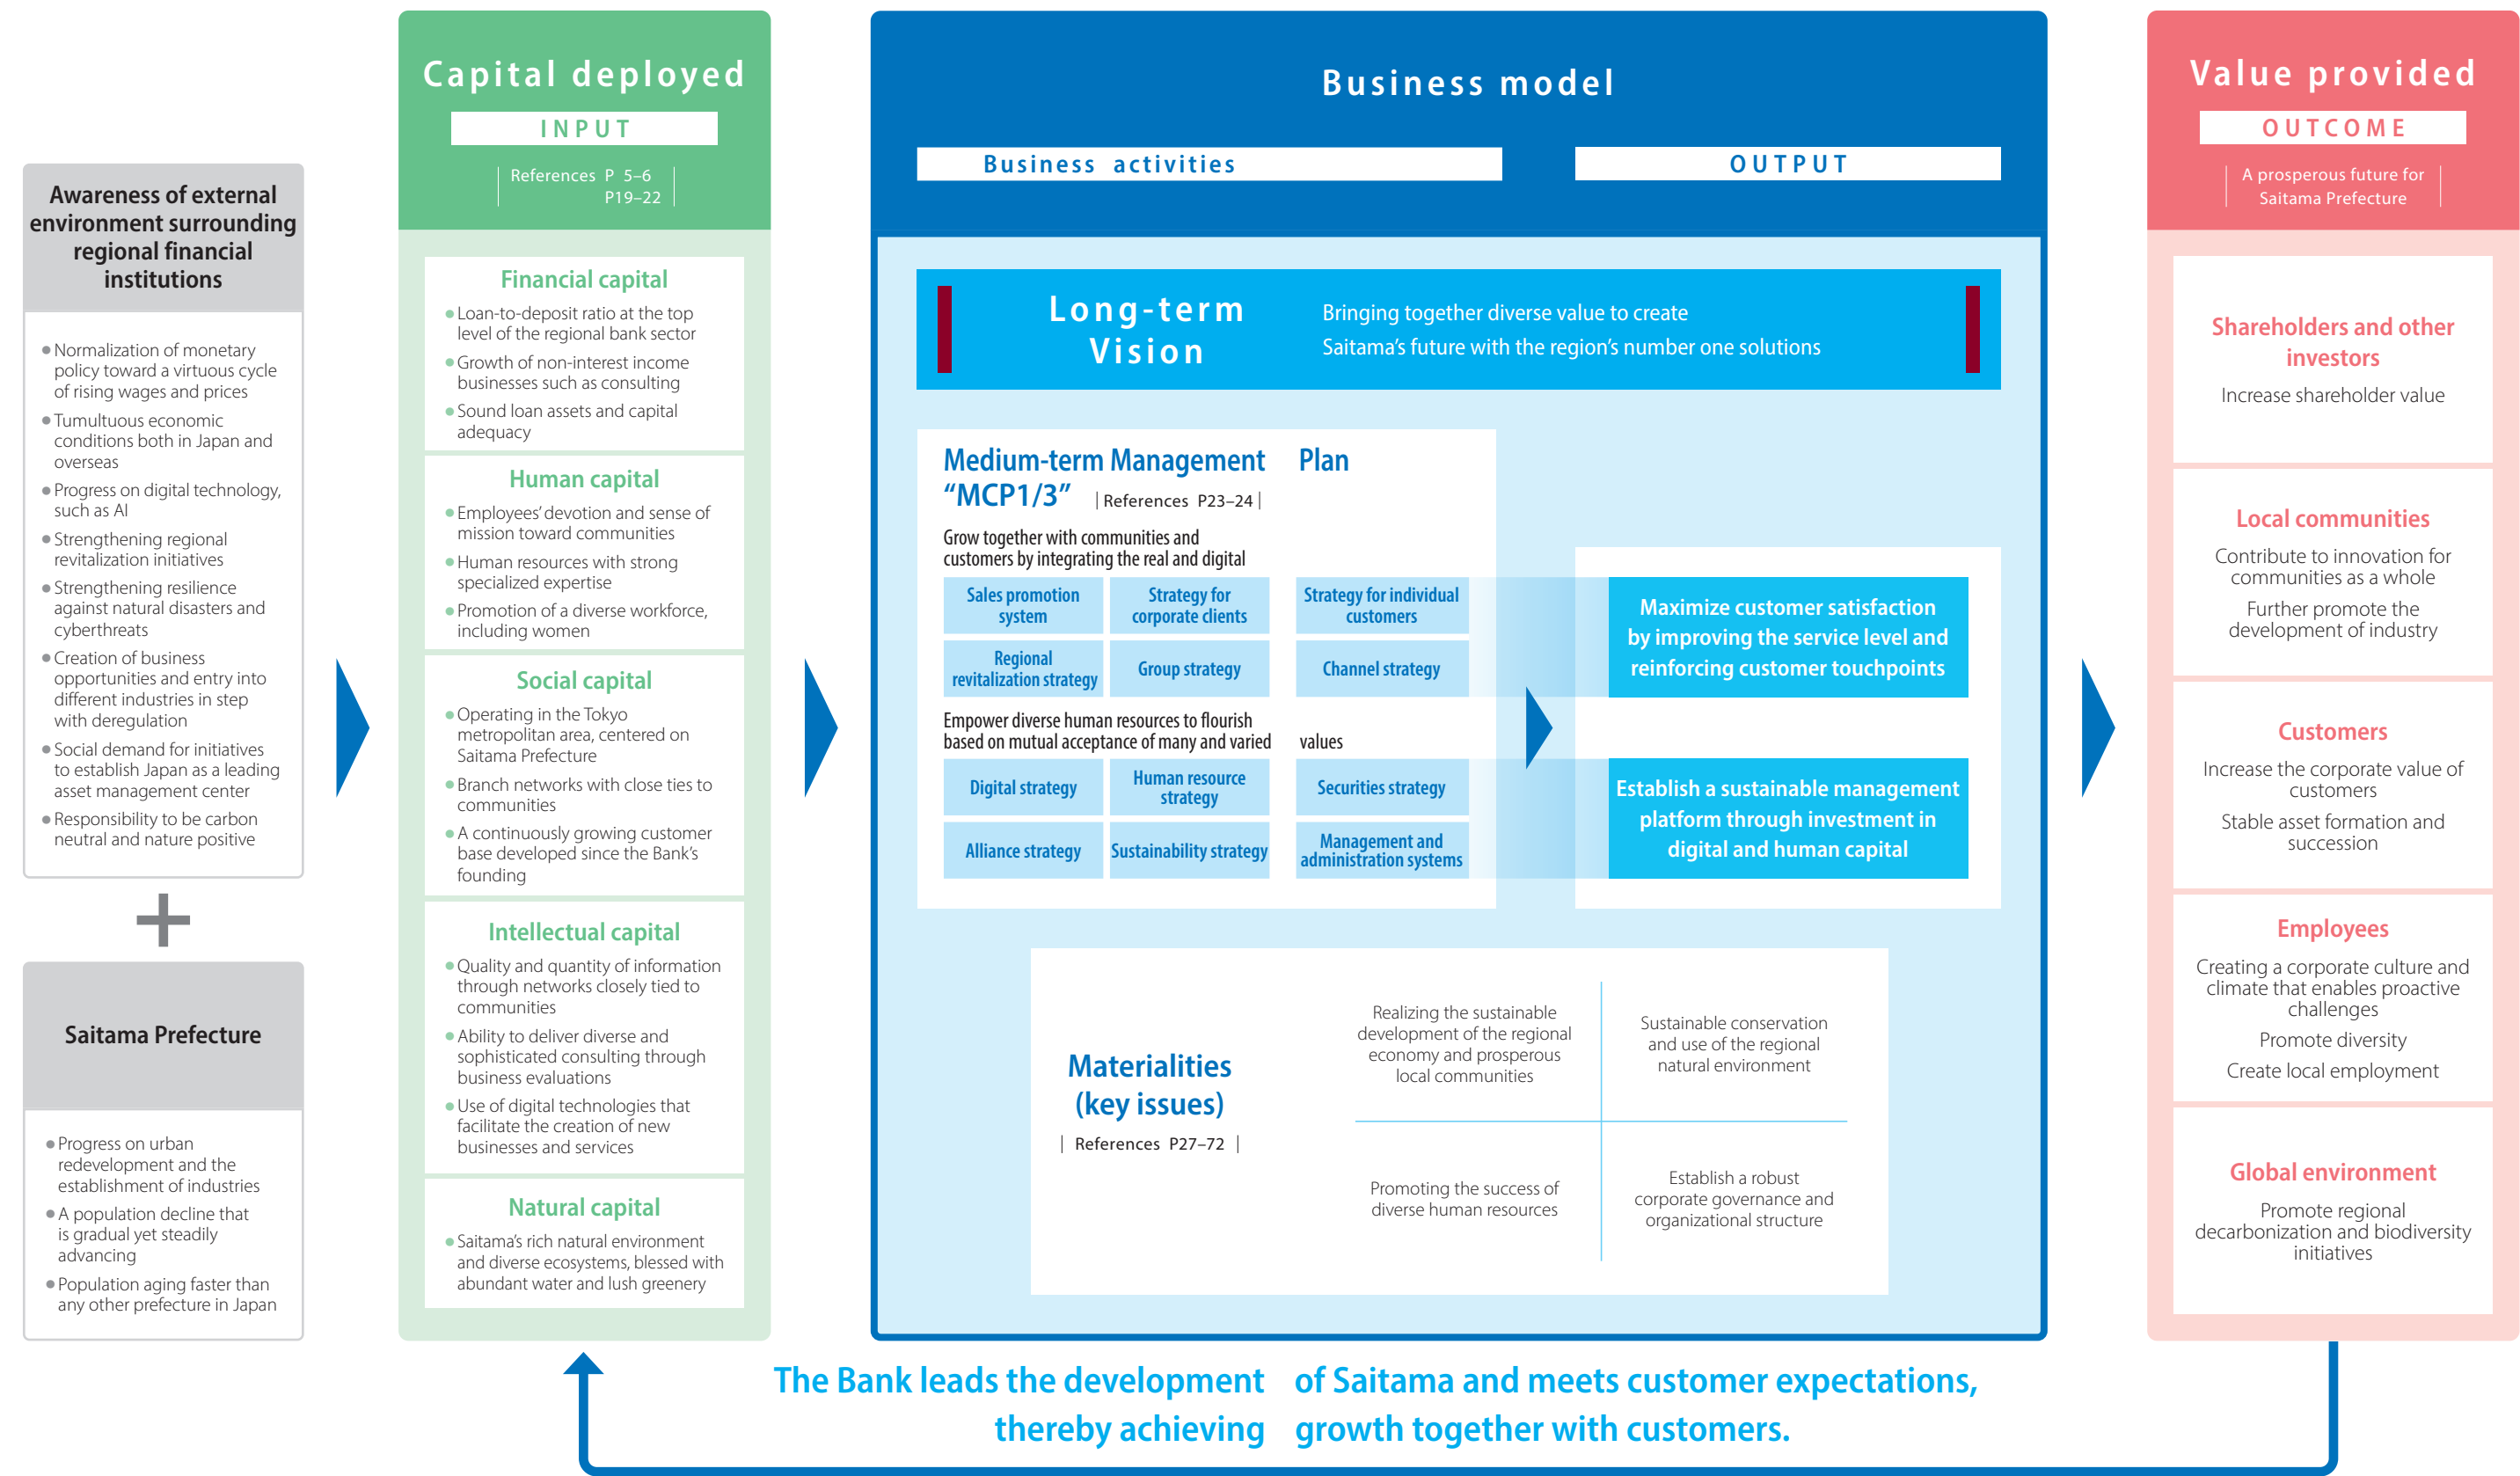 Awareness of external
environment surrounding
regional financial
institutions
Normalization of monetary
policy toward a virtuous cycle
of rising wages and prices
Tumultuous economic
conditions both in Japan and
overseas
Progress on digital technology,
such as AI
Strengthening regional
revitalization initiatives
Strengthening resilience
against natural disasters and
cyberthreats
Creation of business
opportunities and entry into
different industries in step
with deregulation
Social demand for initiatives
to establish Japan as a leading
asset management center
Responsibility to be carbon
neutral and nature positive
+
Saitama Prefecture
Progress on urban
redevelopment and the
establishment of industries
A population decline that
is gradual yet steadily
advancing
Population aging faster than
any other prefecture in Japan
Capital deployed
INPUT
References P 5–6
P19–22
Financial capital
Loan-to-deposit ratio at the top
level of the regional bank sector
Growth of non-interest income
businesses such as consulting
Sound loan assets and capital
adequacy
Human capital
Employees’ devotion and sense of
mission toward communities
Human resources with strong
specialized expertise
Promotion of a diverse workforce,
including women
Social capital
Operating in the Tokyo
metropolitan area, centered on
Saitama Prefecture
Branch networks with close ties to
communities
A continuously growing customer
base developed since the Bank’s
founding
Intellectual capital
Quality and quantity of information
through networks closely tied to
communities
Ability to deliver diverse and
sophisticated consulting through
business evaluations
Use of digital technologies that
facilitate the creation of new
businesses and services
Natural capital
Saitama’s rich natural environment
and diverse ecosystems, blessed with
abundant water and lush greenery
Business model
Business activities
OUTPUT
Long-term
Vision
Bringing together diverse value to create
Saitama’s future with the region’s number one solutions
Medium-term Management Plan
“MCP1/3” | References P23–24 |
Grow together with communities and
customers by integrating the real and digital
Sales promotion
system
Strategy for
corporate clients
Strategy for individual
customers
Regional
revitalization strategy
Group strategy
Channel strategy
Empower diverse human resources to flourish
based on mutual acceptance of many and varied values
Digital strategy
Human resource
strategy
Securities strategy
Alliance strategy
Sustainability strategy
Management and
administration systems
Maximize customer satisfaction
by improving the service level and
reinforcing customer touchpoints
Establish a sustainable management
platform through investment in
digital and human capital
Materialities
(key issues)
| References P27–72 |
Realizing the sustainable
development of the regional
economy and prosperous
local communities
Sustainable conservation
and use of the regional
natural environment
Promoting the success of
diverse human resources
Establish a robust
corporate governance and
organizational structure
Value provided
OUTCOME
A prosperous future for
Saitama Prefecture
Shareholders and other
investors
Increase shareholder value
Local communities
Contribute to innovation for
communities as a whole
Further promote the
development of industry
Customers
Increase the corporate value of
customers
Stable asset formation and
succession
Employees
Creating a corporate culture and
climate that enables proactive
challenges
Promote diversity
Create local employment
Global environment
Promote regional
decarbonization and biodiversity
initiatives
The Bank leads the development of Saitama and meets customer expectations,
thereby achieving growth together with customers.